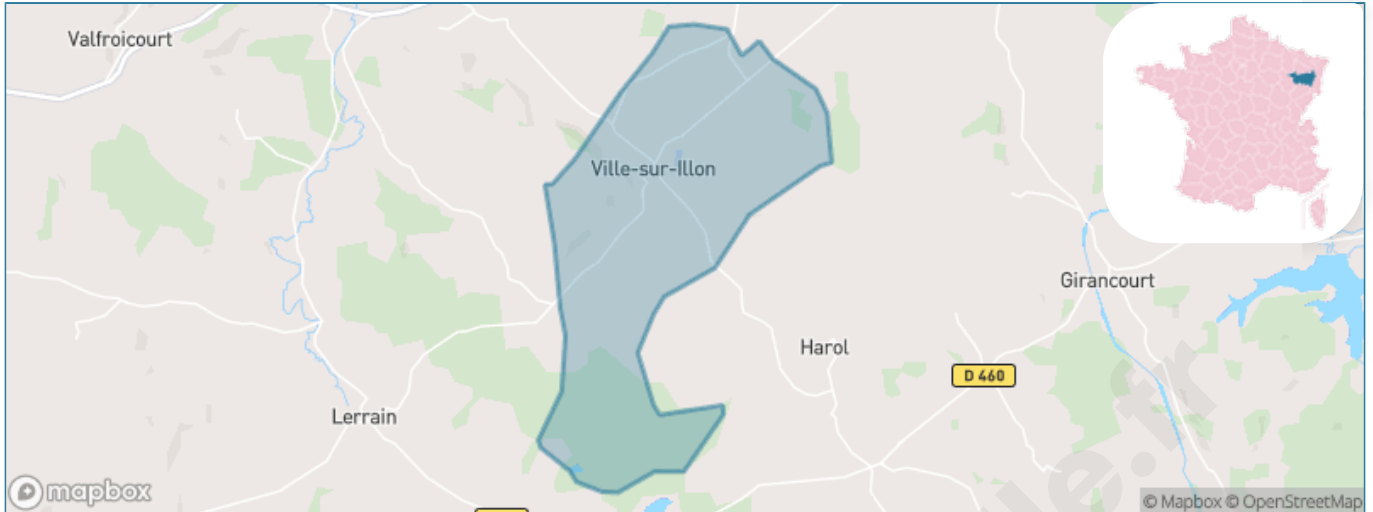 Valfroicourt
Ville-sur-Illon
Girancourt
Harol
D 460
Lerrain
mapbox
© Mapbox © OpenStreetMap